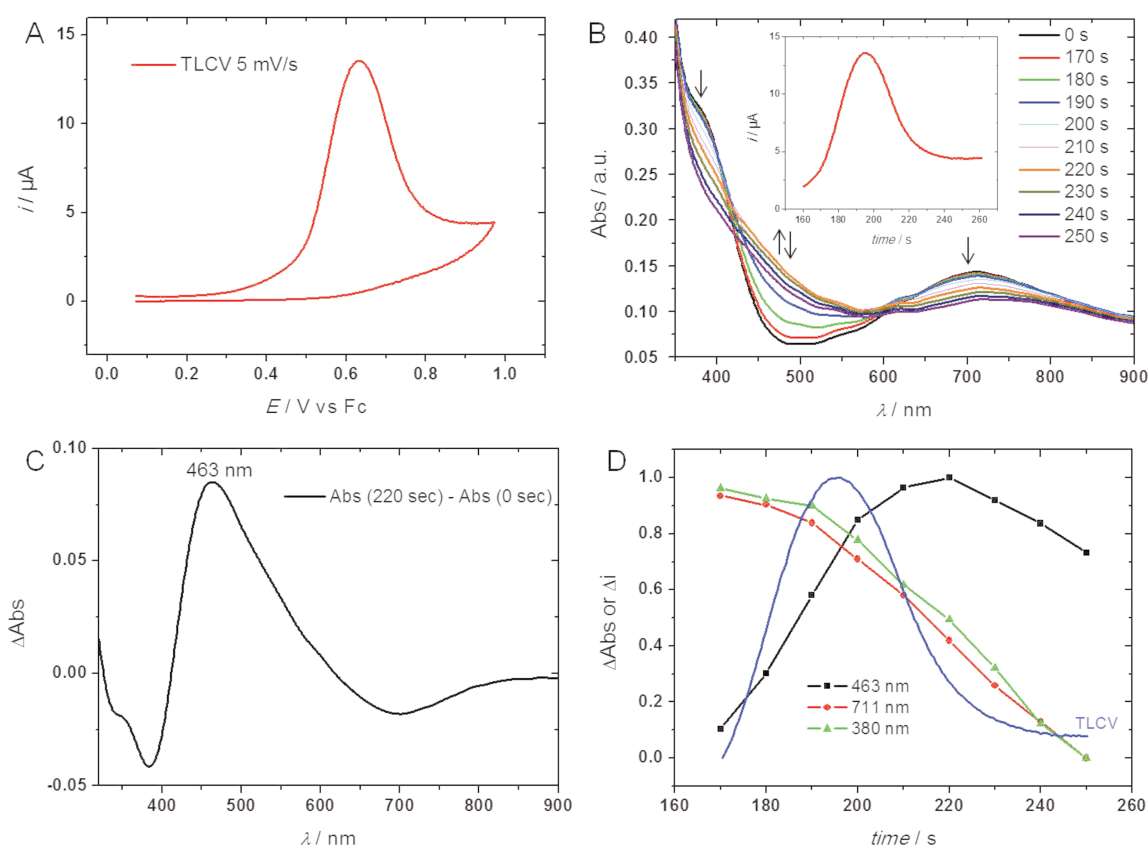 A
15
10
5
0
i / μA
TLCV 5 mV/s
0.0 0.2 0.4 0.6 0.8 1.0
E / V vs Fc
B
0.40
0.35
0.30
0.25
0.20
0.15
0.10
0.05
Abs / a.u.
400 500 600 700 800 900
λ / nm
15
10
5
0
i / μA
160 180 200 220 240 260
time / s
0 s
170 s
180 s
190 s
200 s
210 s
220 s
230 s
240 s
250 s
C
0.10
0.05
0.00
-0.05
ΔAbs
463 nm
Abs (220 sec) - Abs (0 sec)
400 500 600 700 800 900
λ / nm
D
1.0
0.8
0.6
0.4
0.2
0.0
ΔAbs or Δi
463 nm
711 nm
380 nm
TLCV
160 180 200 220 240 260
time / s